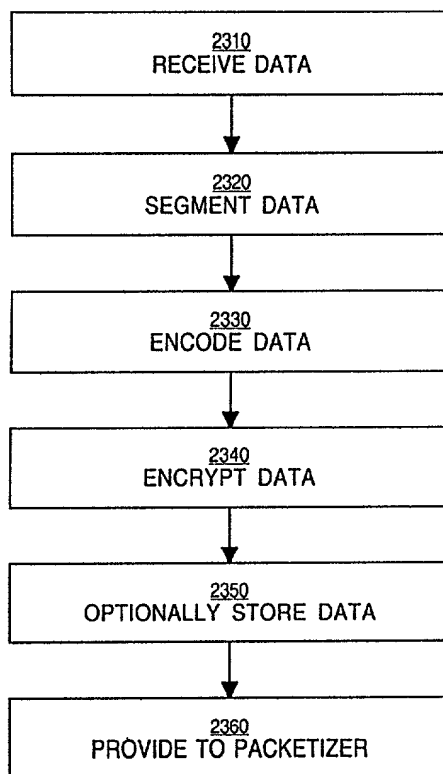 2310
RECEIVE DATA
2320
SEGMENT DATA
2330
ENCODE DATA
2340
ENCRYPT DATA
2350
OPTIONALLY STORE DATA
2360
PROVIDE TO PACKETIZER